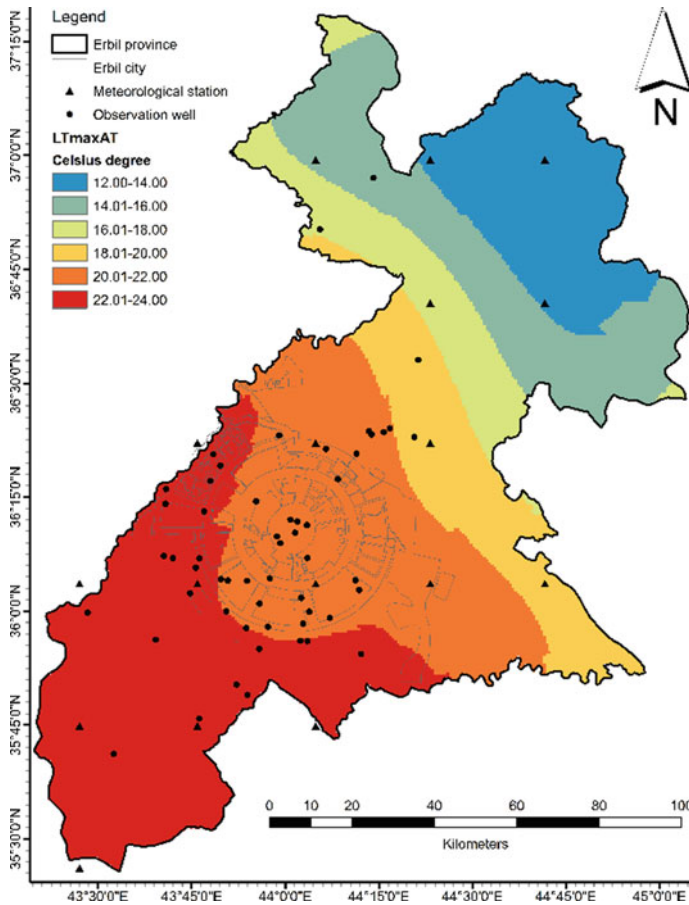 Legend
Erbil province
Erbil city
Meteorological station
Observation well
LTmaxAT
Celsius degree
12.00-14.00
14.01-16.00
16.01-18.00
18.01-20.00
20.01-22.00
22.01-24.00
N
37°15'0"N
37°0'0"N
36°45'0"N
36°30'0"N
36°15'0"N
36°0'0"N
35°45'0"N
35°30'0"N
0 10 20 40 60 80 100
Kilometers
43°30'0"E
43°45'0"E
44°0'0"E
44°15'0"E
44°30'0"E
44°45'0"E
45°0'0"E